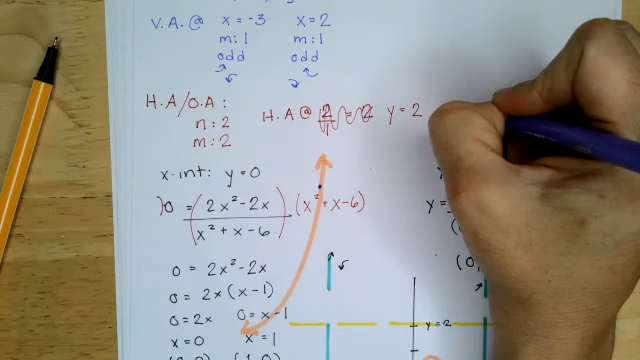 V.A. @ x = -3 x = 2
m: 1 m: 1
odd odd
H.A/O.A: H.A @ y = 2
n: 2
m: 2
x-int: y = 0
0 = (2x² - 2x) (x² + x - 6)
(x² + x - 6)
y =
0 = 2x² - 2x
(0,
0 = 2x(x - 1)
0 = 2x 0 = x - 1
y = 2
x = 0 x = 1